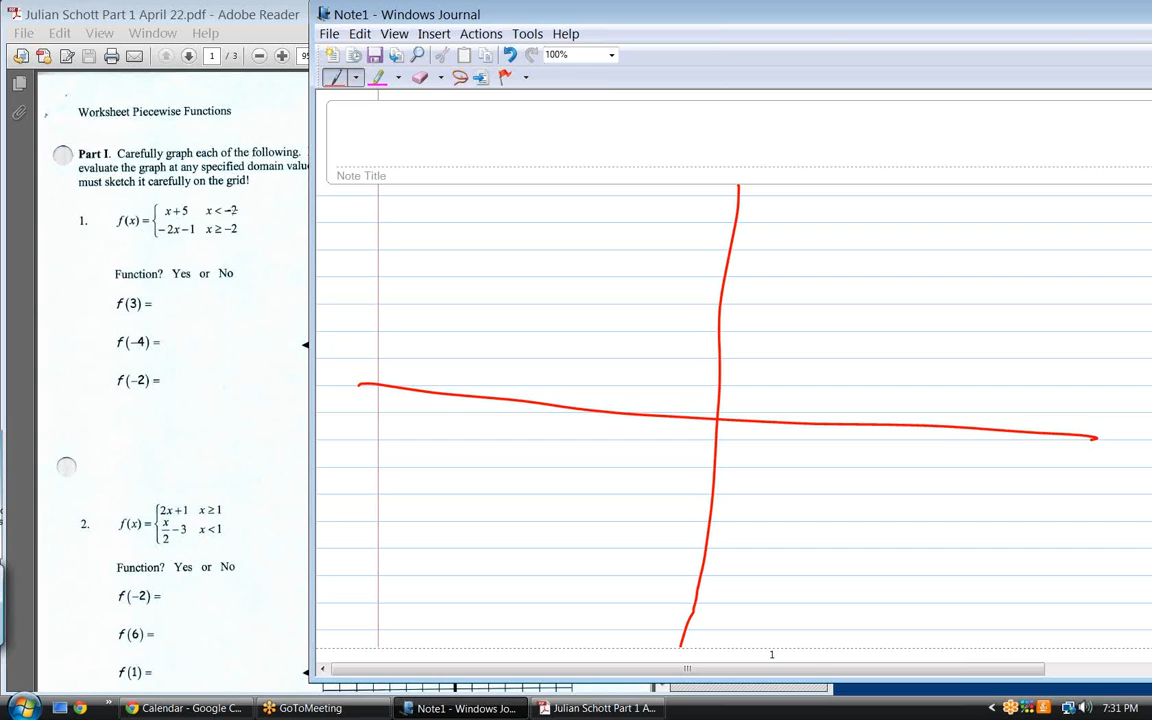 Julian Schott Part 1 April 22.pdf - Adobe Reader
File Edit View Window Help
1 / 3
Worksheet Piecewise Functions
Part I. Carefully graph each of the following.
evaluate the graph at any specified domain valu
must sketch it carefully on the grid!
1. f(x) = { x+5 x < −2
−2x−1 x ≥ −2
Function? Yes or No
f(3) =
f(−4) =
f(−2) =
2. f(x) = { 2x+1 x ≥ 1
x/2 −3 x < 1
Function? Yes or No
f(−2) =
f(6) =
f(1) =
Note1 - Windows Journal
File Edit View Insert Actions Tools Help
100%
Note Title
1
Calendar - Google C...
GoToMeeting
Note1 - Windows Jo...
Julian Schott Part 1 A...
7:31 PM